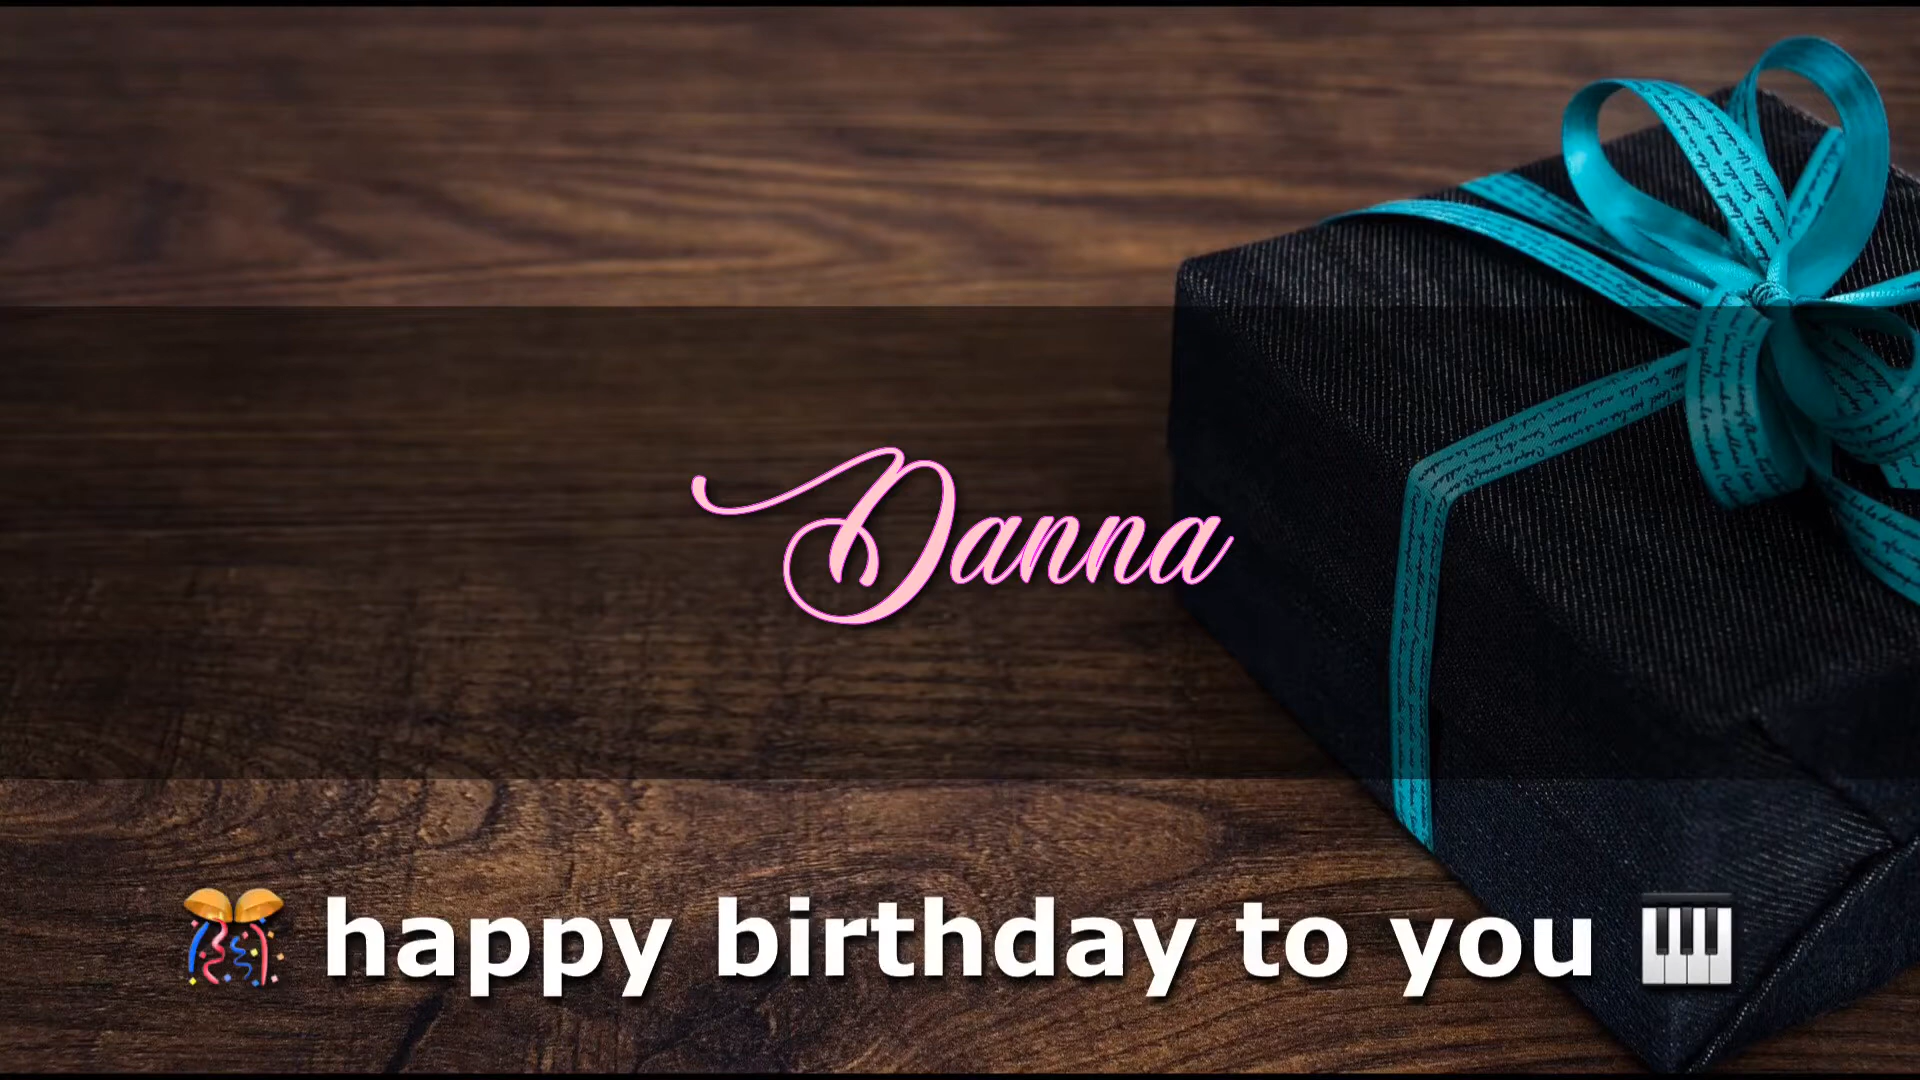 Danna
🎊 happy birthday to you 🎹